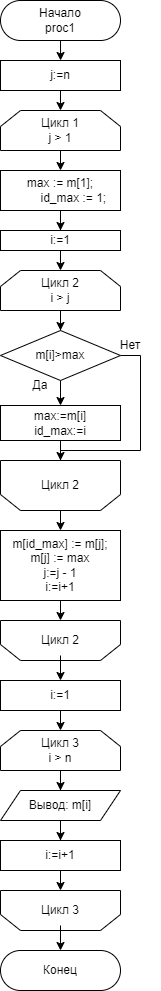 Начало
proc1
j:=n
Цикл 1
j > 1
max := m[1];
id_max := 1;
i:=1
Цикл 2
i > j
m[i]>max
Нет
Да
max:=m[i]
id_max:=i
Цикл 2
m[id_max] := m[j];
m[j] := max
j:=j - 1
i:=i+1
Цикл 2
i:=1
Цикл 3
i > n
Вывод: m[i]
i:=i+1
Цикл 3
Конец